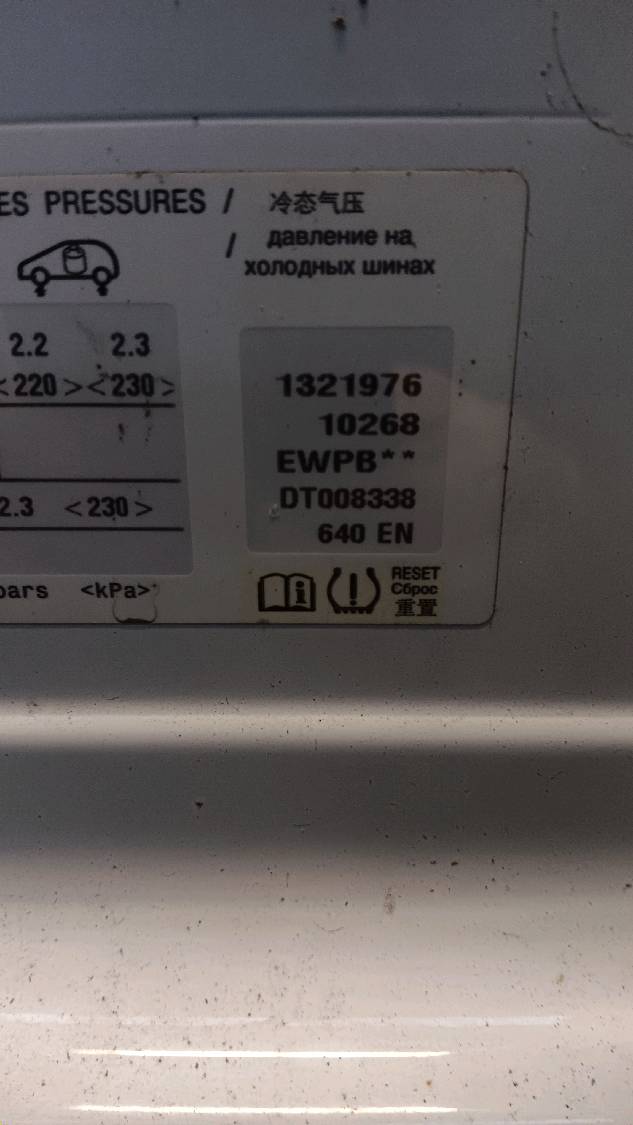 ES PRESSURES / 冷态气压
/ давление на
холодных шинах
2.2 2.3
<220> <230>
2.3 <230>
bars <kPa>
1321976
10268
EWPB**
DT008338
640 EN
RESET
Сброс
重置